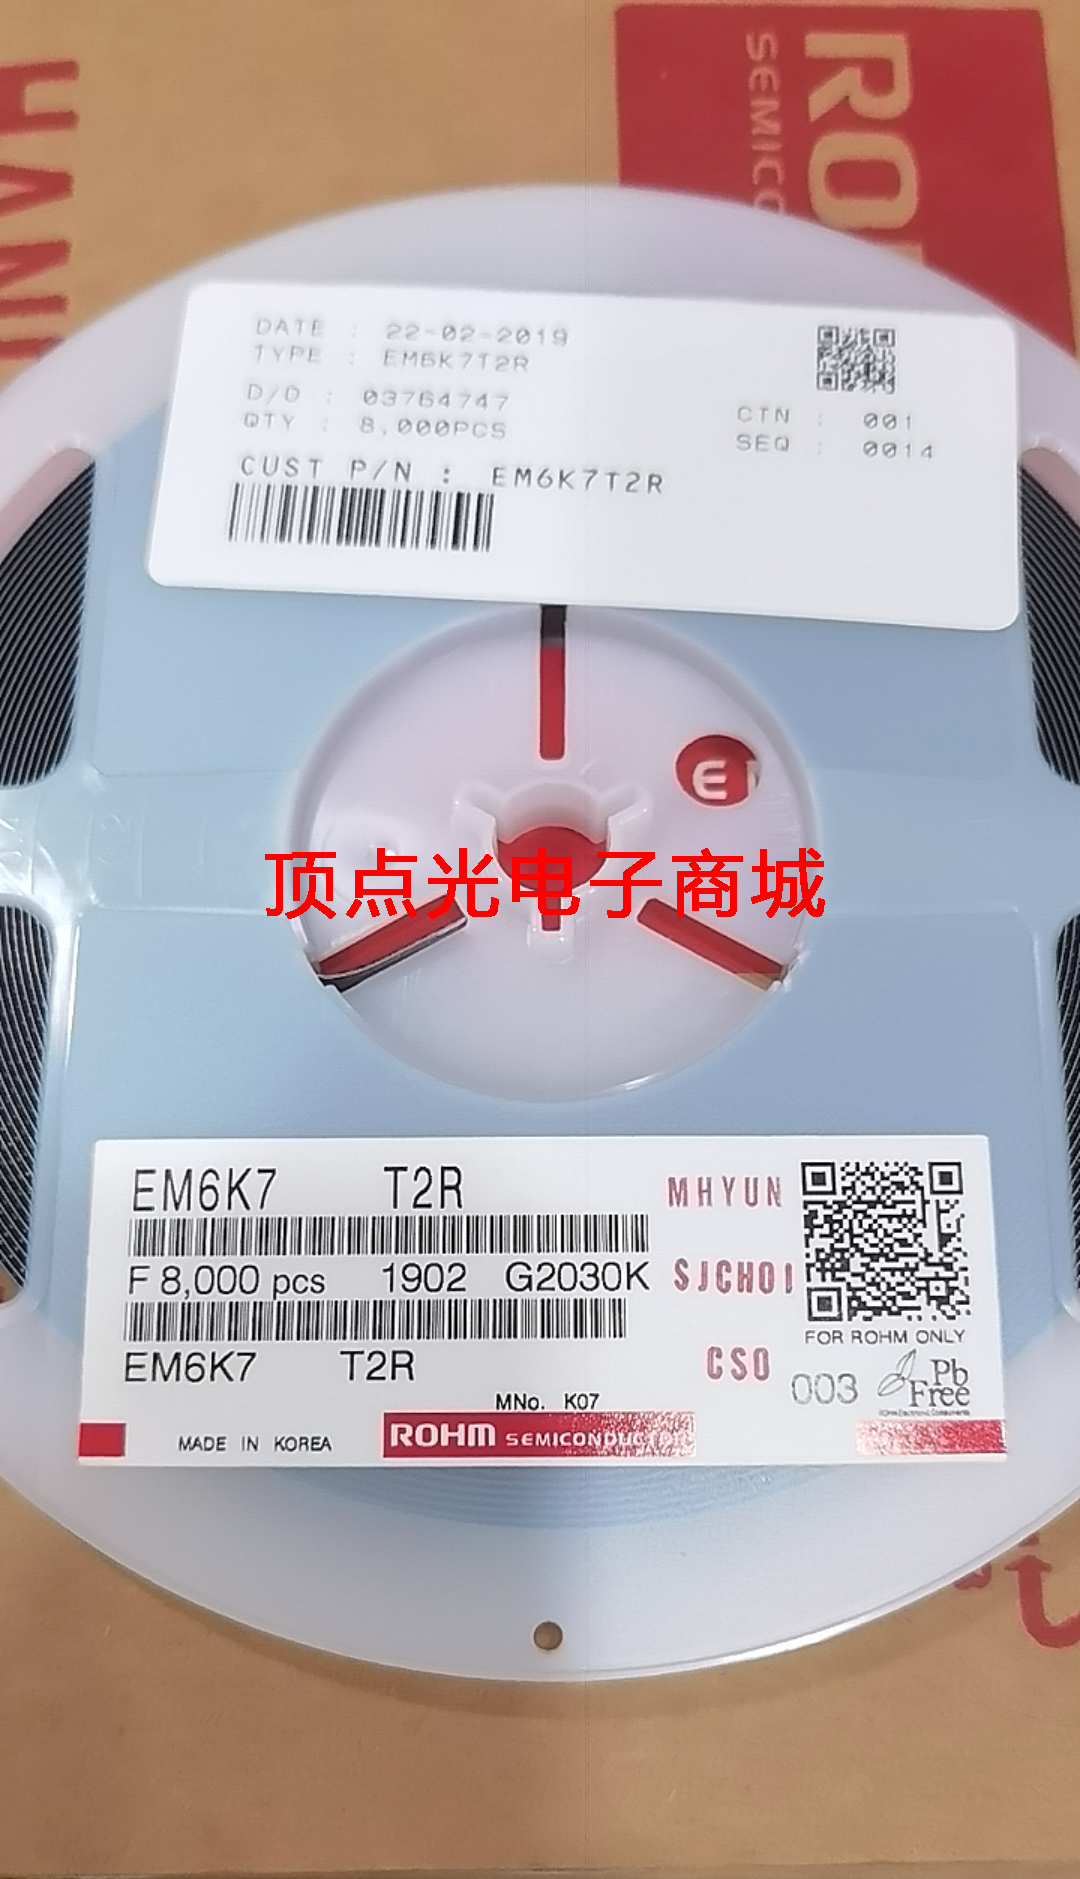 ROHM
SEMICO
DATE : 22-02-2019
TYPE : EM6K7T2R
D/O : 03764747
QTY : 8,000PCS
CTN : 001
SEQ : 0014
CUST P/N : EM6K7T2R
E
顶点光电子商城
EM6K7 T2R
MHYUN
F 8,000 pcs 1902 G2030K
SJCHOI
FOR ROHM ONLY
EM6K7 T2R
CSO
003
Pb
Free
MNo. K07
MADE IN KOREA
ROHM SEMICONDUCTOR